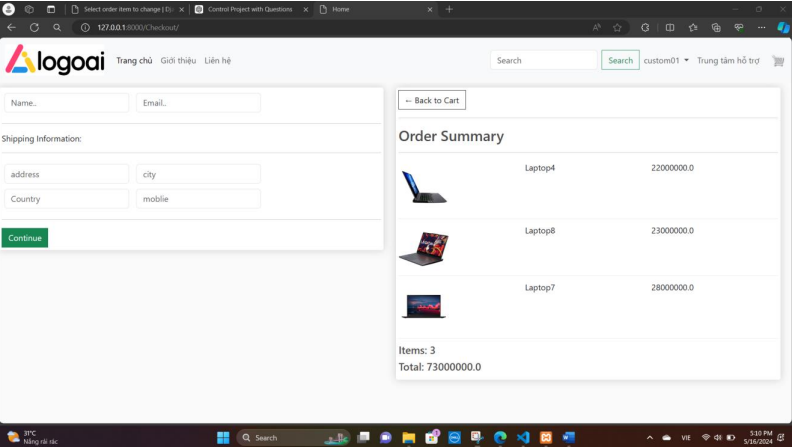 Select order item to change | Dj
Control Project with Questions
Home
127.0.0.1:8000/Checkout/
logoai
Trang chủ Giới thiệu Liên hệ
Search
Search
custom01
Trung tâm hỗ trợ
Name..
Email..
Shipping Information:
address
city
Country
moblie
Continue
← Back to Cart
Order Summary
Laptop4 22000000.0
Laptop8 23000000.0
Laptop7 28000000.0
Items: 3
Total: 73000000.0
31°C
Nắng rải rác
Search
VIE
5:10 PM
5/16/2024